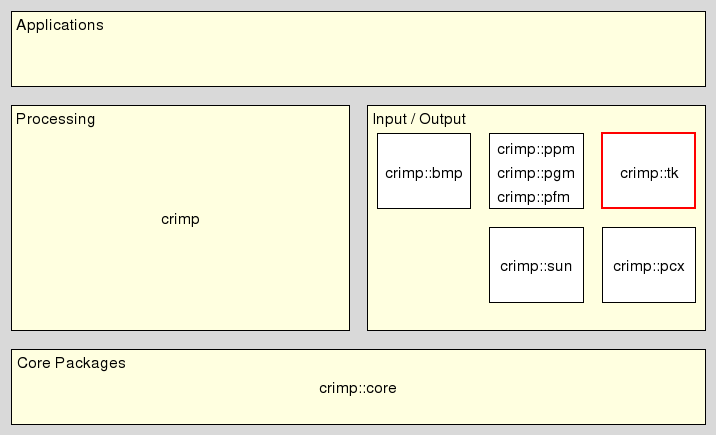 Applications
Processing
crimp
Input / Output
crimp::bmp
crimp::ppm
crimp::pgm
crimp::pfm
crimp::tk
crimp::sun
crimp::pcx
Core Packages
crimp::core